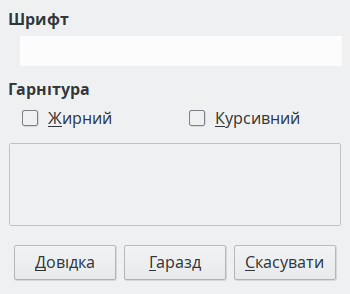 Шрифт
Гарнітура
Жирний
Курсивний
Довідка
Гаразд
Скасувати